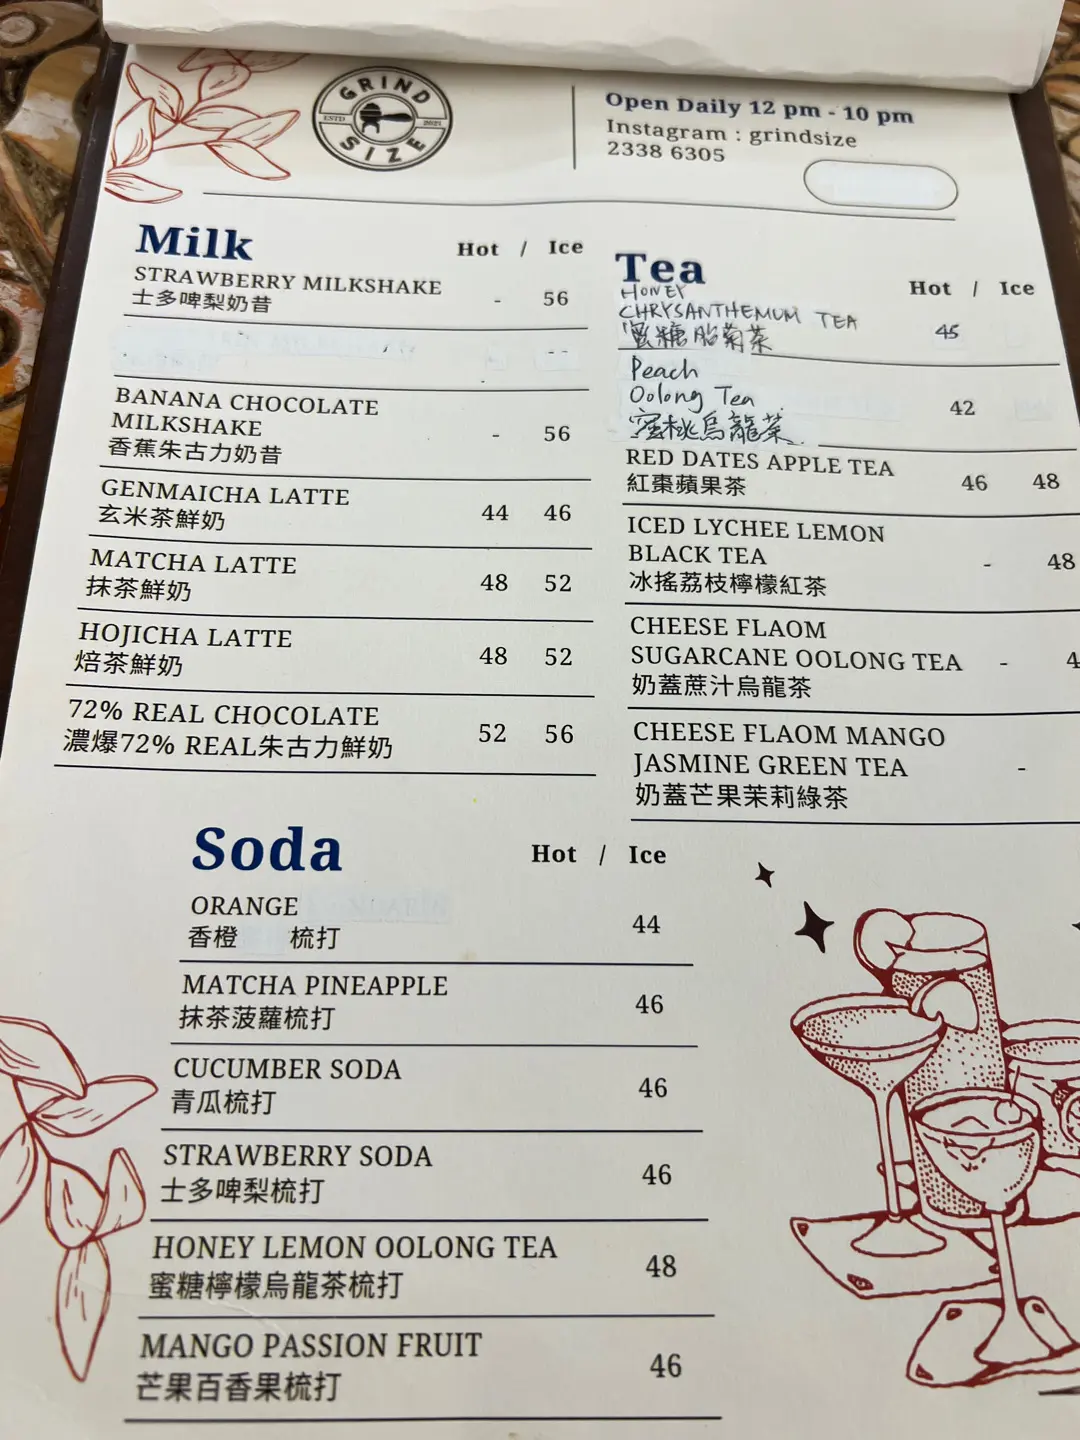 GRIND
ESTD 2021
SIZE
Open Daily 12 pm - 10 pm
Instagram : grindsize
2338 6305
Milk
Hot / Ice
STRAWBERRY MILKSHAKE
士多啤梨奶昔
- 56
BANANA CHOCOLATE
MILKSHAKE
香蕉朱古力奶昔
- 56
GENMAICHA LATTE
玄米茶鮮奶
44 46
MATCHA LATTE
抹茶鮮奶
48 52
HOJICHA LATTE
焙茶鮮奶
48 52
72% REAL CHOCOLATE
濃爆72% REAL朱古力鮮奶
52 56
Tea
Hot / Ice
HONEY
CHRYSANTHEMUM TEA
蜜糖胎菊茶
45
Peach
Oolong Tea
蜜桃烏龍茶
42
RED DATES APPLE TEA
紅棗蘋果茶
46 48
ICED LYCHEE LEMON
BLACK TEA
冰搖荔枝檸檬紅茶
- 48
CHEESE FLAOM
SUGARCANE OOLONG TEA
奶蓋蔗汁烏龍茶
- 4
CHEESE FLAOM MANGO
JASMINE GREEN TEA
奶蓋芒果茉莉綠茶
-
Soda
Hot / Ice
ORANGE
香橙 梳打
44
MATCHA PINEAPPLE
抹茶菠蘿梳打
46
CUCUMBER SODA
青瓜梳打
46
STRAWBERRY SODA
士多啤梨梳打
46
HONEY LEMON OOLONG TEA
蜜糖檸檬烏龍茶梳打
48
MANGO PASSION FRUIT
芒果百香果梳打
46